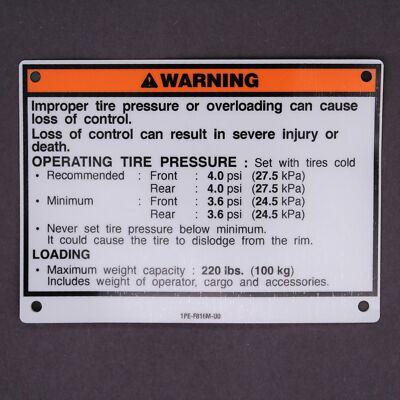 ⚠WARNING
Improper tire pressure or overloading can cause
loss of control.
Loss of control can result in severe injury or
death.
OPERATING TIRE PRESSURE : Set with tires cold
• Recommended : Front : 4.0 psi (27.5 kPa)
Rear : 4.0 psi (27.5 kPa)
• Minimum : Front : 3.6 psi (24.5 kPa)
Rear : 3.6 psi (24.5 kPa)
• Never set tire pressure below minimum.
It could cause the tire to dislodge from the rim.
LOADING
• Maximum weight capacity : 220 lbs. (100 kg)
Includes weight of operator, cargo and accessories.
1PE-F816M-U0